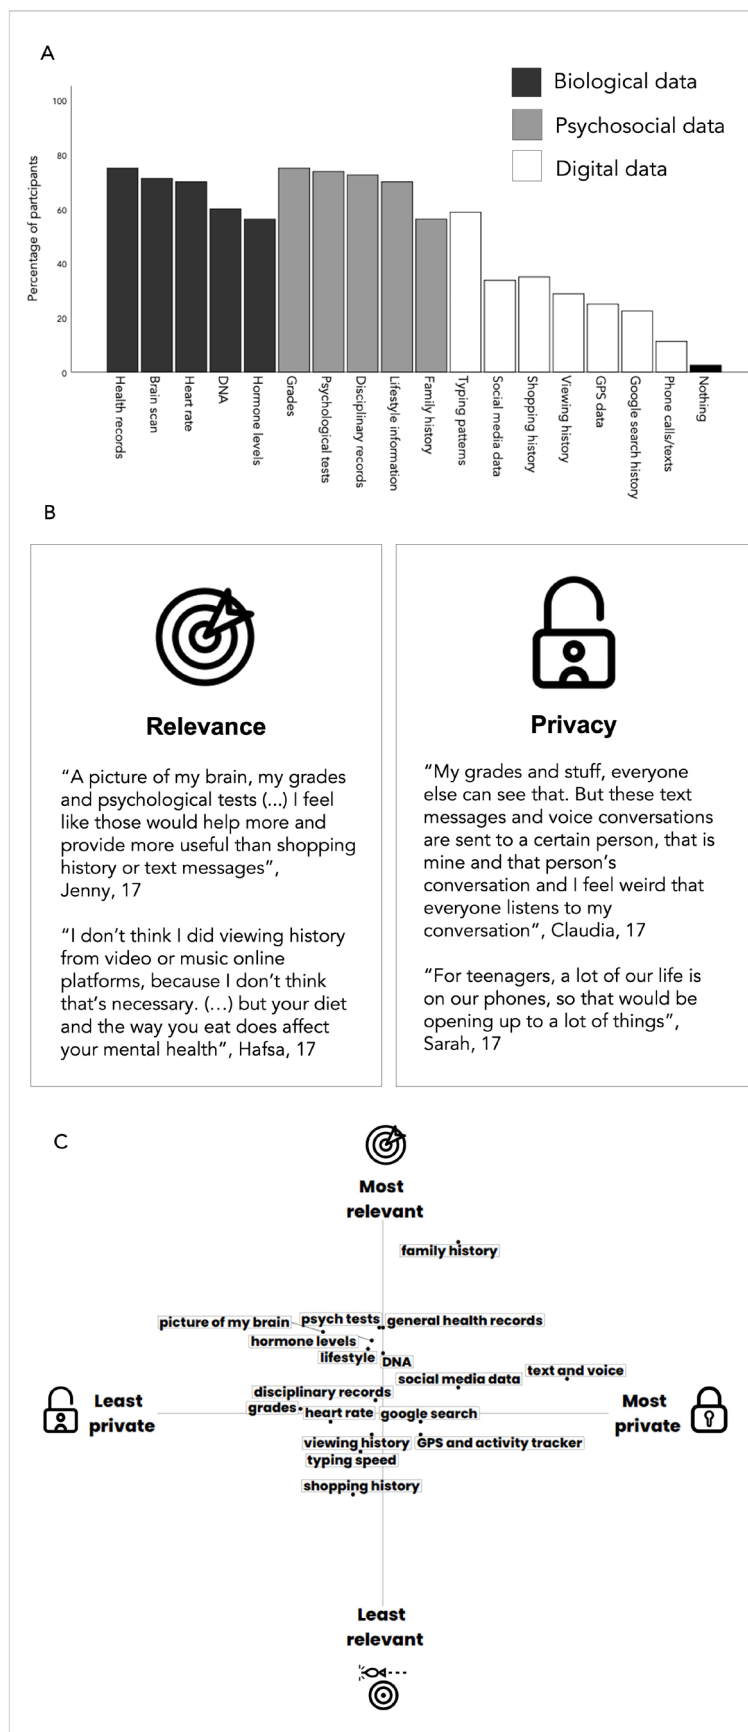 A
Biological data
Psychosocial data
Digital data
Percentage of partcipants
100
80
60
40
20
0
Health records
Brain scan
Heart rate
DNA
Hormone levels
Grades
Psychological tests
Disciplinary records
Lifestyle information
Family history
Typing patterns
Social media data
Shopping history
Viewing history
GPS data
Google search history
Phone calls/texts
Nothing
B
Relevance
“A picture of my brain, my grades
and psychological tests (...) I feel
like those would help more and
provide more useful than shopping
history or text messages”,
Jenny, 17
“I don’t think I did viewing history
from video or music online
platforms, because I don’t think
that’s necessary. (…) but your diet
and the way you eat does affect
your mental health”, Hafsa, 17
Privacy
“My grades and stuff, everyone
else can see that. But these text
messages and voice conversations
are sent to a certain person, that is
mine and that person’s
conversation and I feel weird that
everyone listens to my
conversation”, Claudia, 17
“For teenagers, a lot of our life is
on our phones, so that would be
opening up to a lot of things”,
Sarah, 17
C
Most
relevant
family history
psych tests
general health records
picture of my brain
hormone levels
lifestyle
DNA
text and voice
social media data
disciplinary records
grades
heart rate
google search
Least
private
Most
private
viewing history
GPS and activity tracker
typing speed
shopping history
Least
relevant